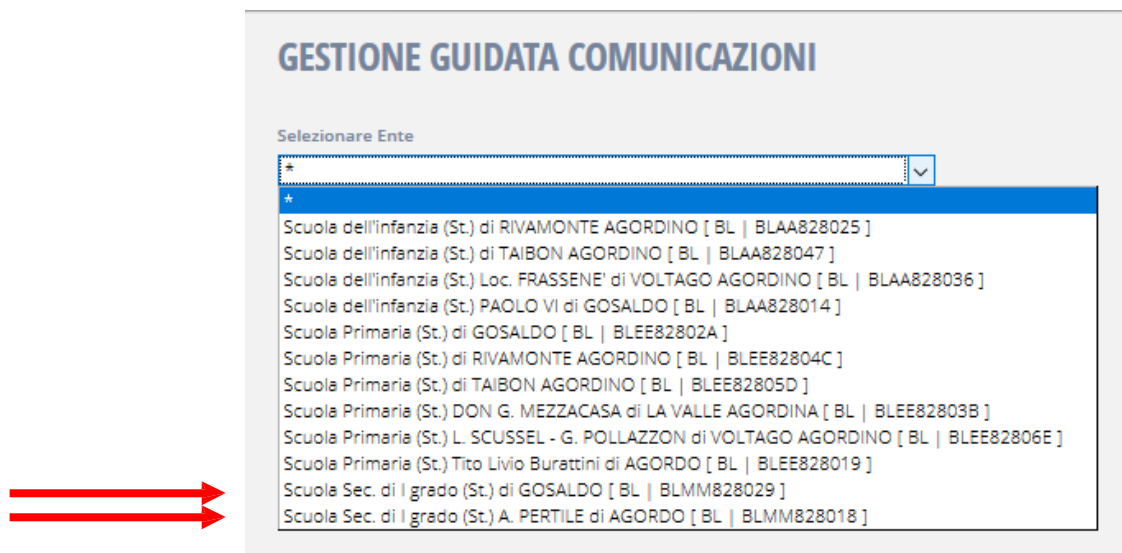 GESTIONE GUIDATA COMUNICAZIONI
Selezionare Ente
*
*
Scuola dell'infanzia (St.) di RIVAMONTE AGORDINO [ BL | BLAA828025 ]
Scuola dell'infanzia (St.) di TAIBON AGORDINO [ BL | BLAA828047 ]
Scuola dell'infanzia (St.) Loc. FRASSENE' di VOLTAGO AGORDINO [ BL | BLAA828036 ]
Scuola dell'infanzia (St.) PAOLO VI di GOSALDO [ BL | BLAA828014 ]
Scuola Primaria (St.) di GOSALDO [ BL | BLEE82802A ]
Scuola Primaria (St.) di RIVAMONTE AGORDINO [ BL | BLEE82804C ]
Scuola Primaria (St.) di TAIBON AGORDINO [ BL | BLEE82805D ]
Scuola Primaria (St.) DON G. MEZZACASA di LA VALLE AGORDINA [ BL | BLEE82803B ]
Scuola Primaria (St.) L. SCUSSEL - G. POLLAZZON di VOLTAGO AGORDINO [ BL | BLEE82806E ]
Scuola Primaria (St.) Tito Livio Burattini di AGORDO [ BL | BLEE828019 ]
Scuola Sec. di I grado (St.) di GOSALDO [ BL | BLMM828029 ]
Scuola Sec. di I grado (St.) A. PERTILE di AGORDO [ BL | BLMM828018 ]